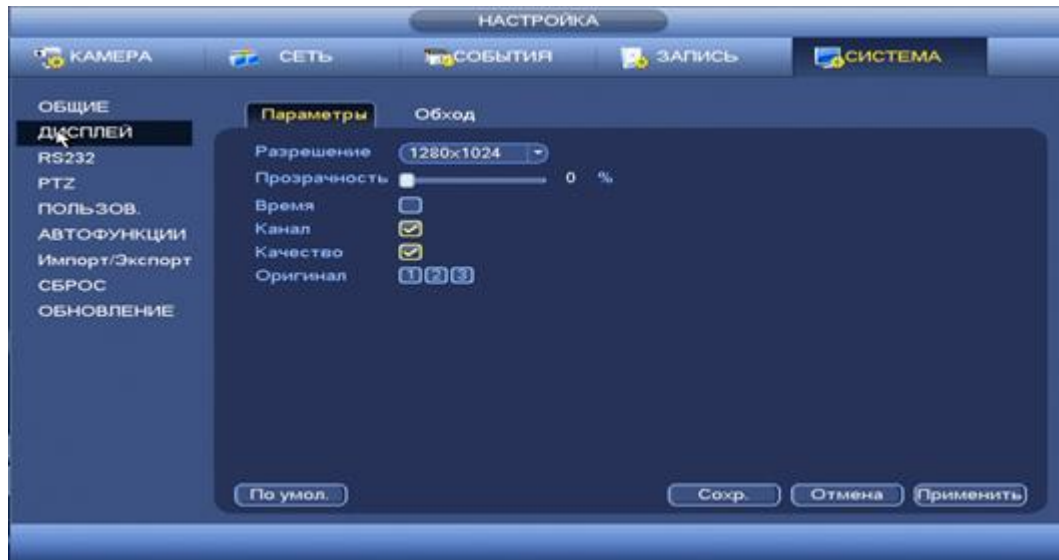 НАСТРОЙКА
КАМЕРА СЕТЬ СОБЫТИЯ ЗАПИСЬ СИСТЕМА
ОБЩИЕ
ДИСПЛЕЙ
RS232
PTZ
ПОЛЬЗОВ.
АВТОФУНКЦИИ
Импорт/Экспорт
СБРОС
ОБНОВЛЕНИЕ
Параметры Обход
Разрешение 1280x1024
Прозрачность 0 %
Время
Канал
Качество
Оригинал 1 2 3
По умол. Сохр. Отмена Применить